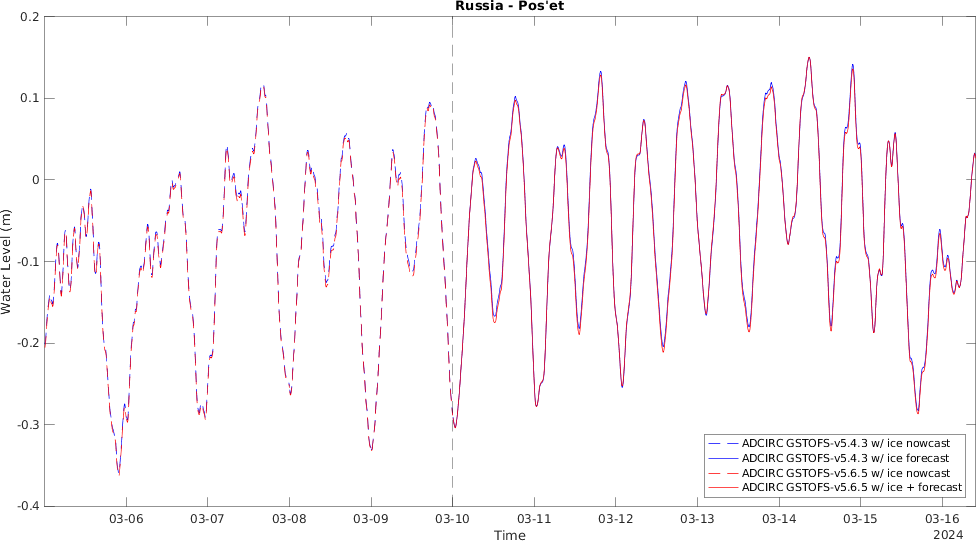 Russia - Pos'et
0.2
0.1
0
-0.1
-0.2
-0.3
-0.4
Water Level (m)
ADCIRC GSTOFS-v5.4.3 w/ ice nowcast
ADCIRC GSTOFS-v5.4.3 w/ ice forecast
ADCIRC GSTOFS-v5.6.5 w/ ice nowcast
ADCIRC GSTOFS-v5.6.5 w/ ice + forecast
03-06 03-07 03-08 03-09 03-10 03-11 03-12 03-13 03-14 03-15 03-16
Time
2024